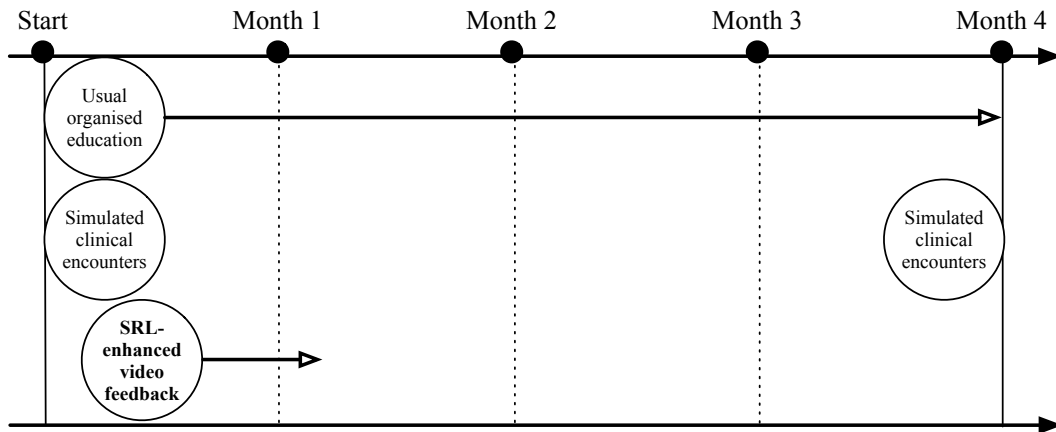 Start
Month 1
Month 2
Month 3
Month 4
Usual
organised
education
Simulated
clinical
encounters
Simulated
clinical
encounters
SRL-
enhanced
video
feedback